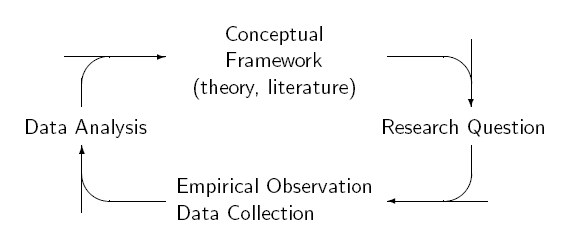 Conceptual
Framework
(theory, literature)
Data Analysis
Research Question
Empirical Observation
Data Collection